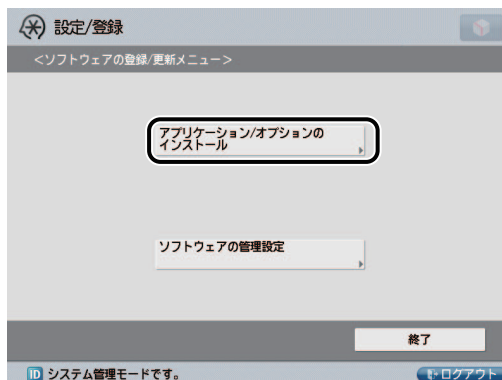 設定/登録
<ソフトウェアの登録/更新メニュー>
アプリケーション/オプションの
インストール
ソフトウェアの管理設定
終了
ID システム管理モードです。
ログアウト